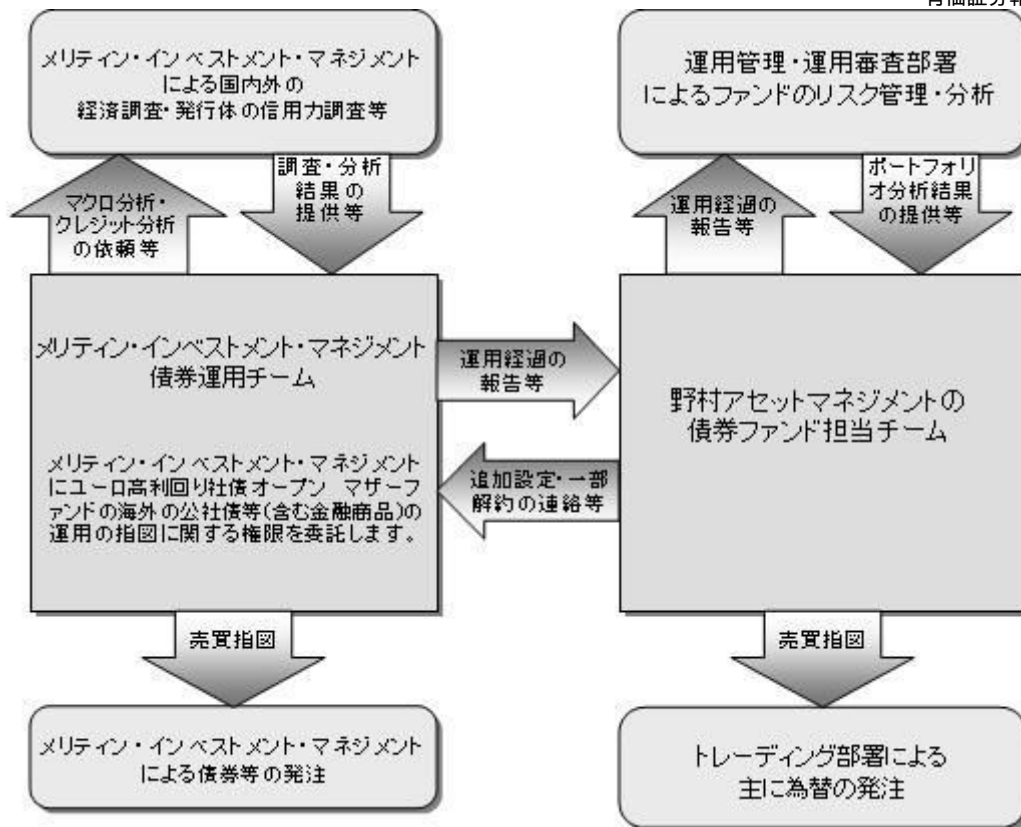 メリティン・インベストメント・マネジメント
による国内外の
経済調査・発行体の信用力調査等
運用管理・運用審査部署
によるファンドのリスク管理・分析
マクロ分析・
クレジット分析
の依頼等
調査・分析
結果の
提供等
運用経過の
報告等
ポートフォリ
オ分析結果
の提供等
メリティン・インベストメント・マネジメント
債券運用チーム
メリティン・インベストメント・マネジメント
にユーロ高利回り社債オープン マザーフ
ァンドの海外の公社債等(含む金融商品)の
運用の指図に関する権限を委託します。
運用経過の
報告等
追加設定・一部
解約の連絡等
野村アセットマネジメントの
債券ファンド担当チーム
売買指図
売買指図
メリティン・インベストメント・マネジメント
による債券等の発注
トレーディング部署による
主に為替の発注